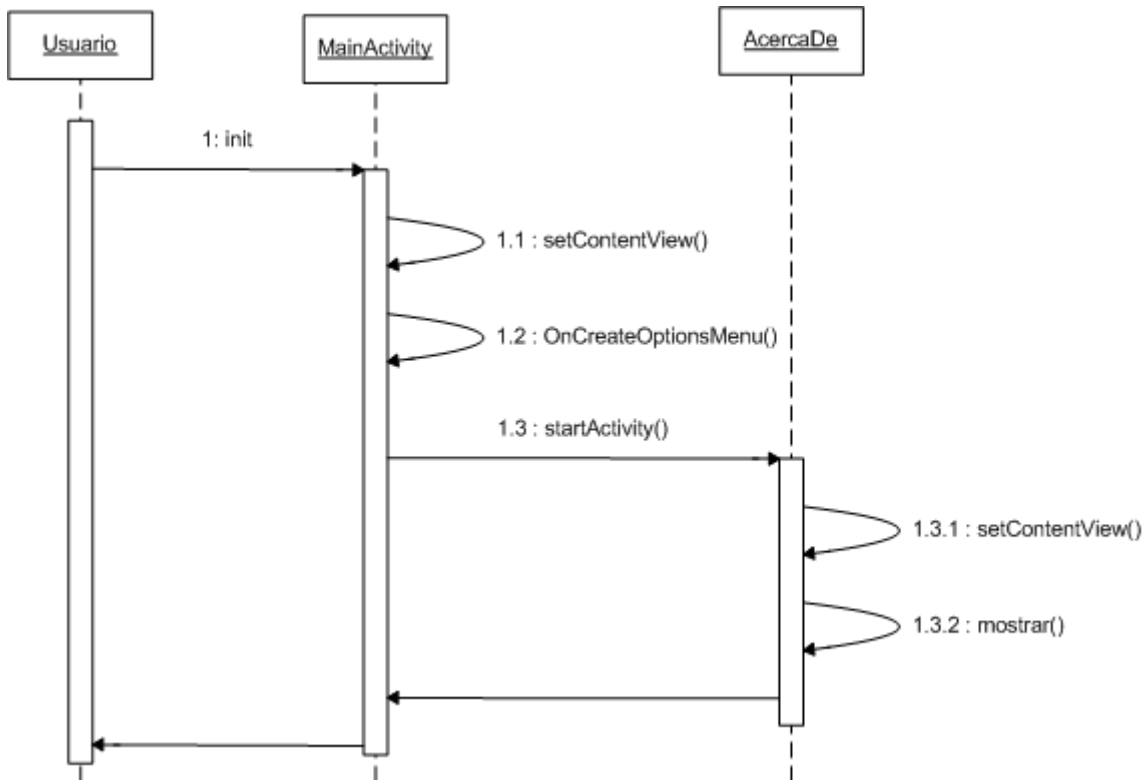 Usuario
MainActivity
AcercaDe
1: init
1.1 : setContentView()
1.2 : OnCreateOptionsMenu()
1.3 : startActivity()
1.3.1 : setContentView()
1.3.2 : mostrar()